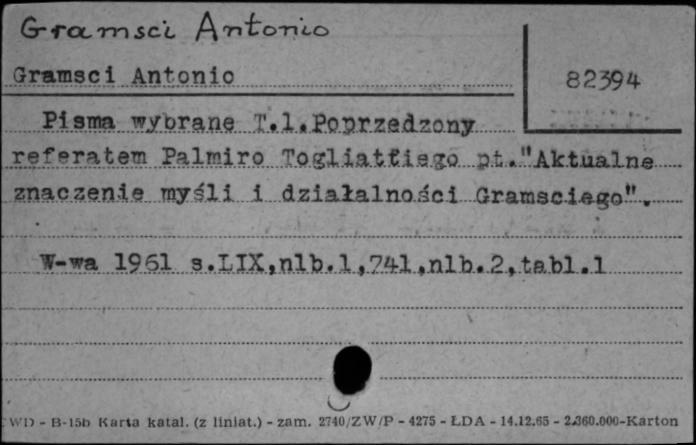 Gramsci Antonio
Gramsci Antonio
82394
Pisma wybrane T.1.Poprzedzony
referatem Palmiro Togliattiego pt."Aktualne
znaczenie myśli i działalności Gramsciego".
W-wa 1961 s.LIX,nlb.1,741,nlb.2,tabl.1
CWD - B-15b Karta katal. (z liniat.) - zam. 2740/ZW/P - 4275 - ŁDA - 14.12.65 - 2.360.000-Karton